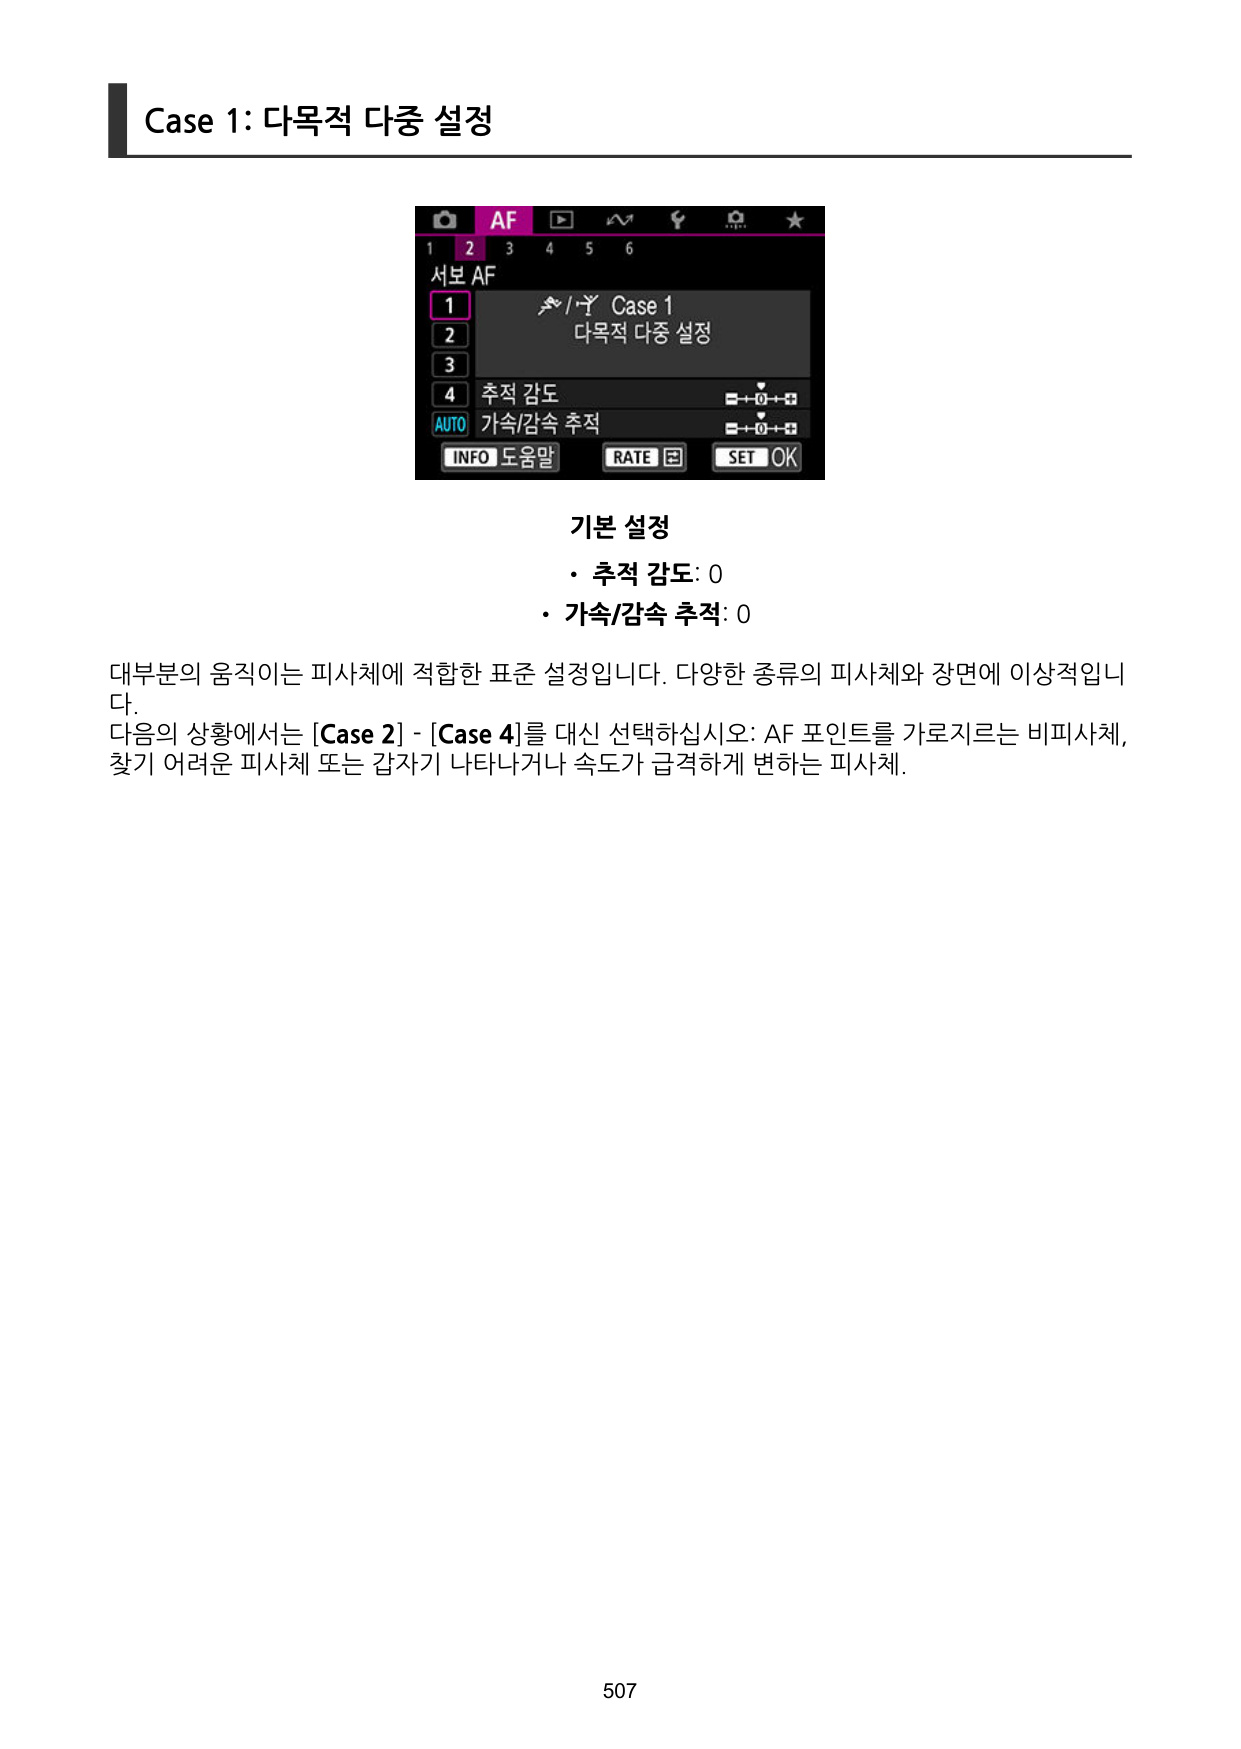 Case 1: 다목적 다중 설정
AF
1 2 3 4 5 6
서보 AF
1 Case 1
2 다목적 다중 설정
3
4 추적 감도 0
AUTO 가속/감속 추적 0
INFO 도움말 RATE SET OK
기본 설정
• 추적 감도: 0
• 가속/감속 추적: 0
대부분의 움직이는 피사체에 적합한 표준 설정입니다. 다양한 종류의 피사체와 장면에 이상적입니
다.
다음의 상황에서는 [Case 2] - [Case 4]를 대신 선택하십시오: AF 포인트를 가로지르는 비피사체,
찾기 어려운 피사체 또는 갑자기 나타나거나 속도가 급격하게 변하는 피사체.
507